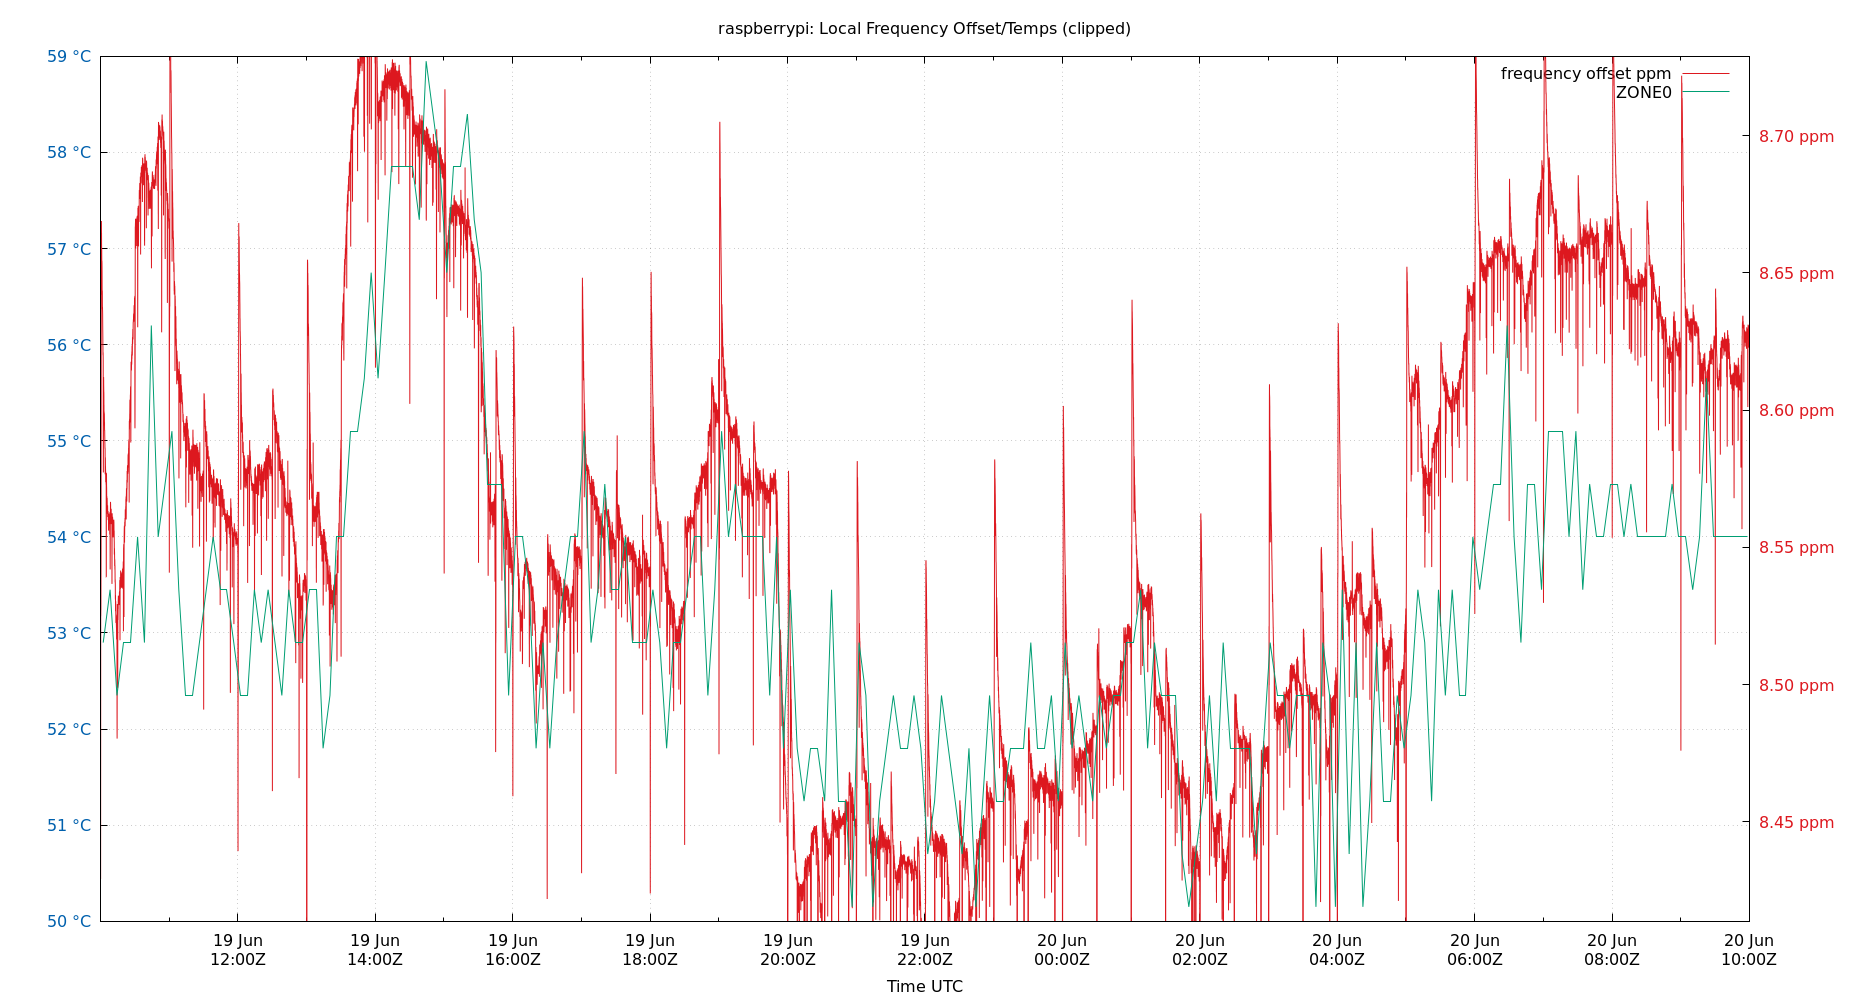 raspberrypi: Local Frequency Offset/Temps (clipped)
frequency offset ppm
ZONE0
59 °C
58 °C
57 °C
56 °C
55 °C
54 °C
53 °C
52 °C
51 °C
50 °C
8.70 ppm
8.65 ppm
8.60 ppm
8.55 ppm
8.50 ppm
8.45 ppm
19 Jun
12:00Z
19 Jun
14:00Z
19 Jun
16:00Z
19 Jun
18:00Z
19 Jun
20:00Z
19 Jun
22:00Z
20 Jun
00:00Z
20 Jun
02:00Z
20 Jun
04:00Z
20 Jun
06:00Z
20 Jun
08:00Z
20 Jun
10:00Z
Time UTC